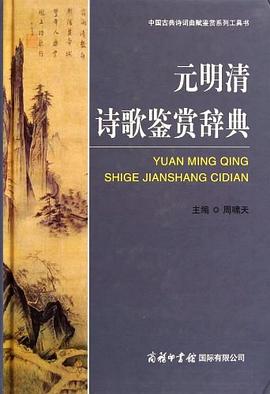 中国古典诗词曲赋鉴赏系列工具书
元明清
诗歌鉴赏辞典
YUAN MING QING
SHIGE JIANSHANG CIDIAN
主编 ○ 周啸天
商务印书馆国际有限公司